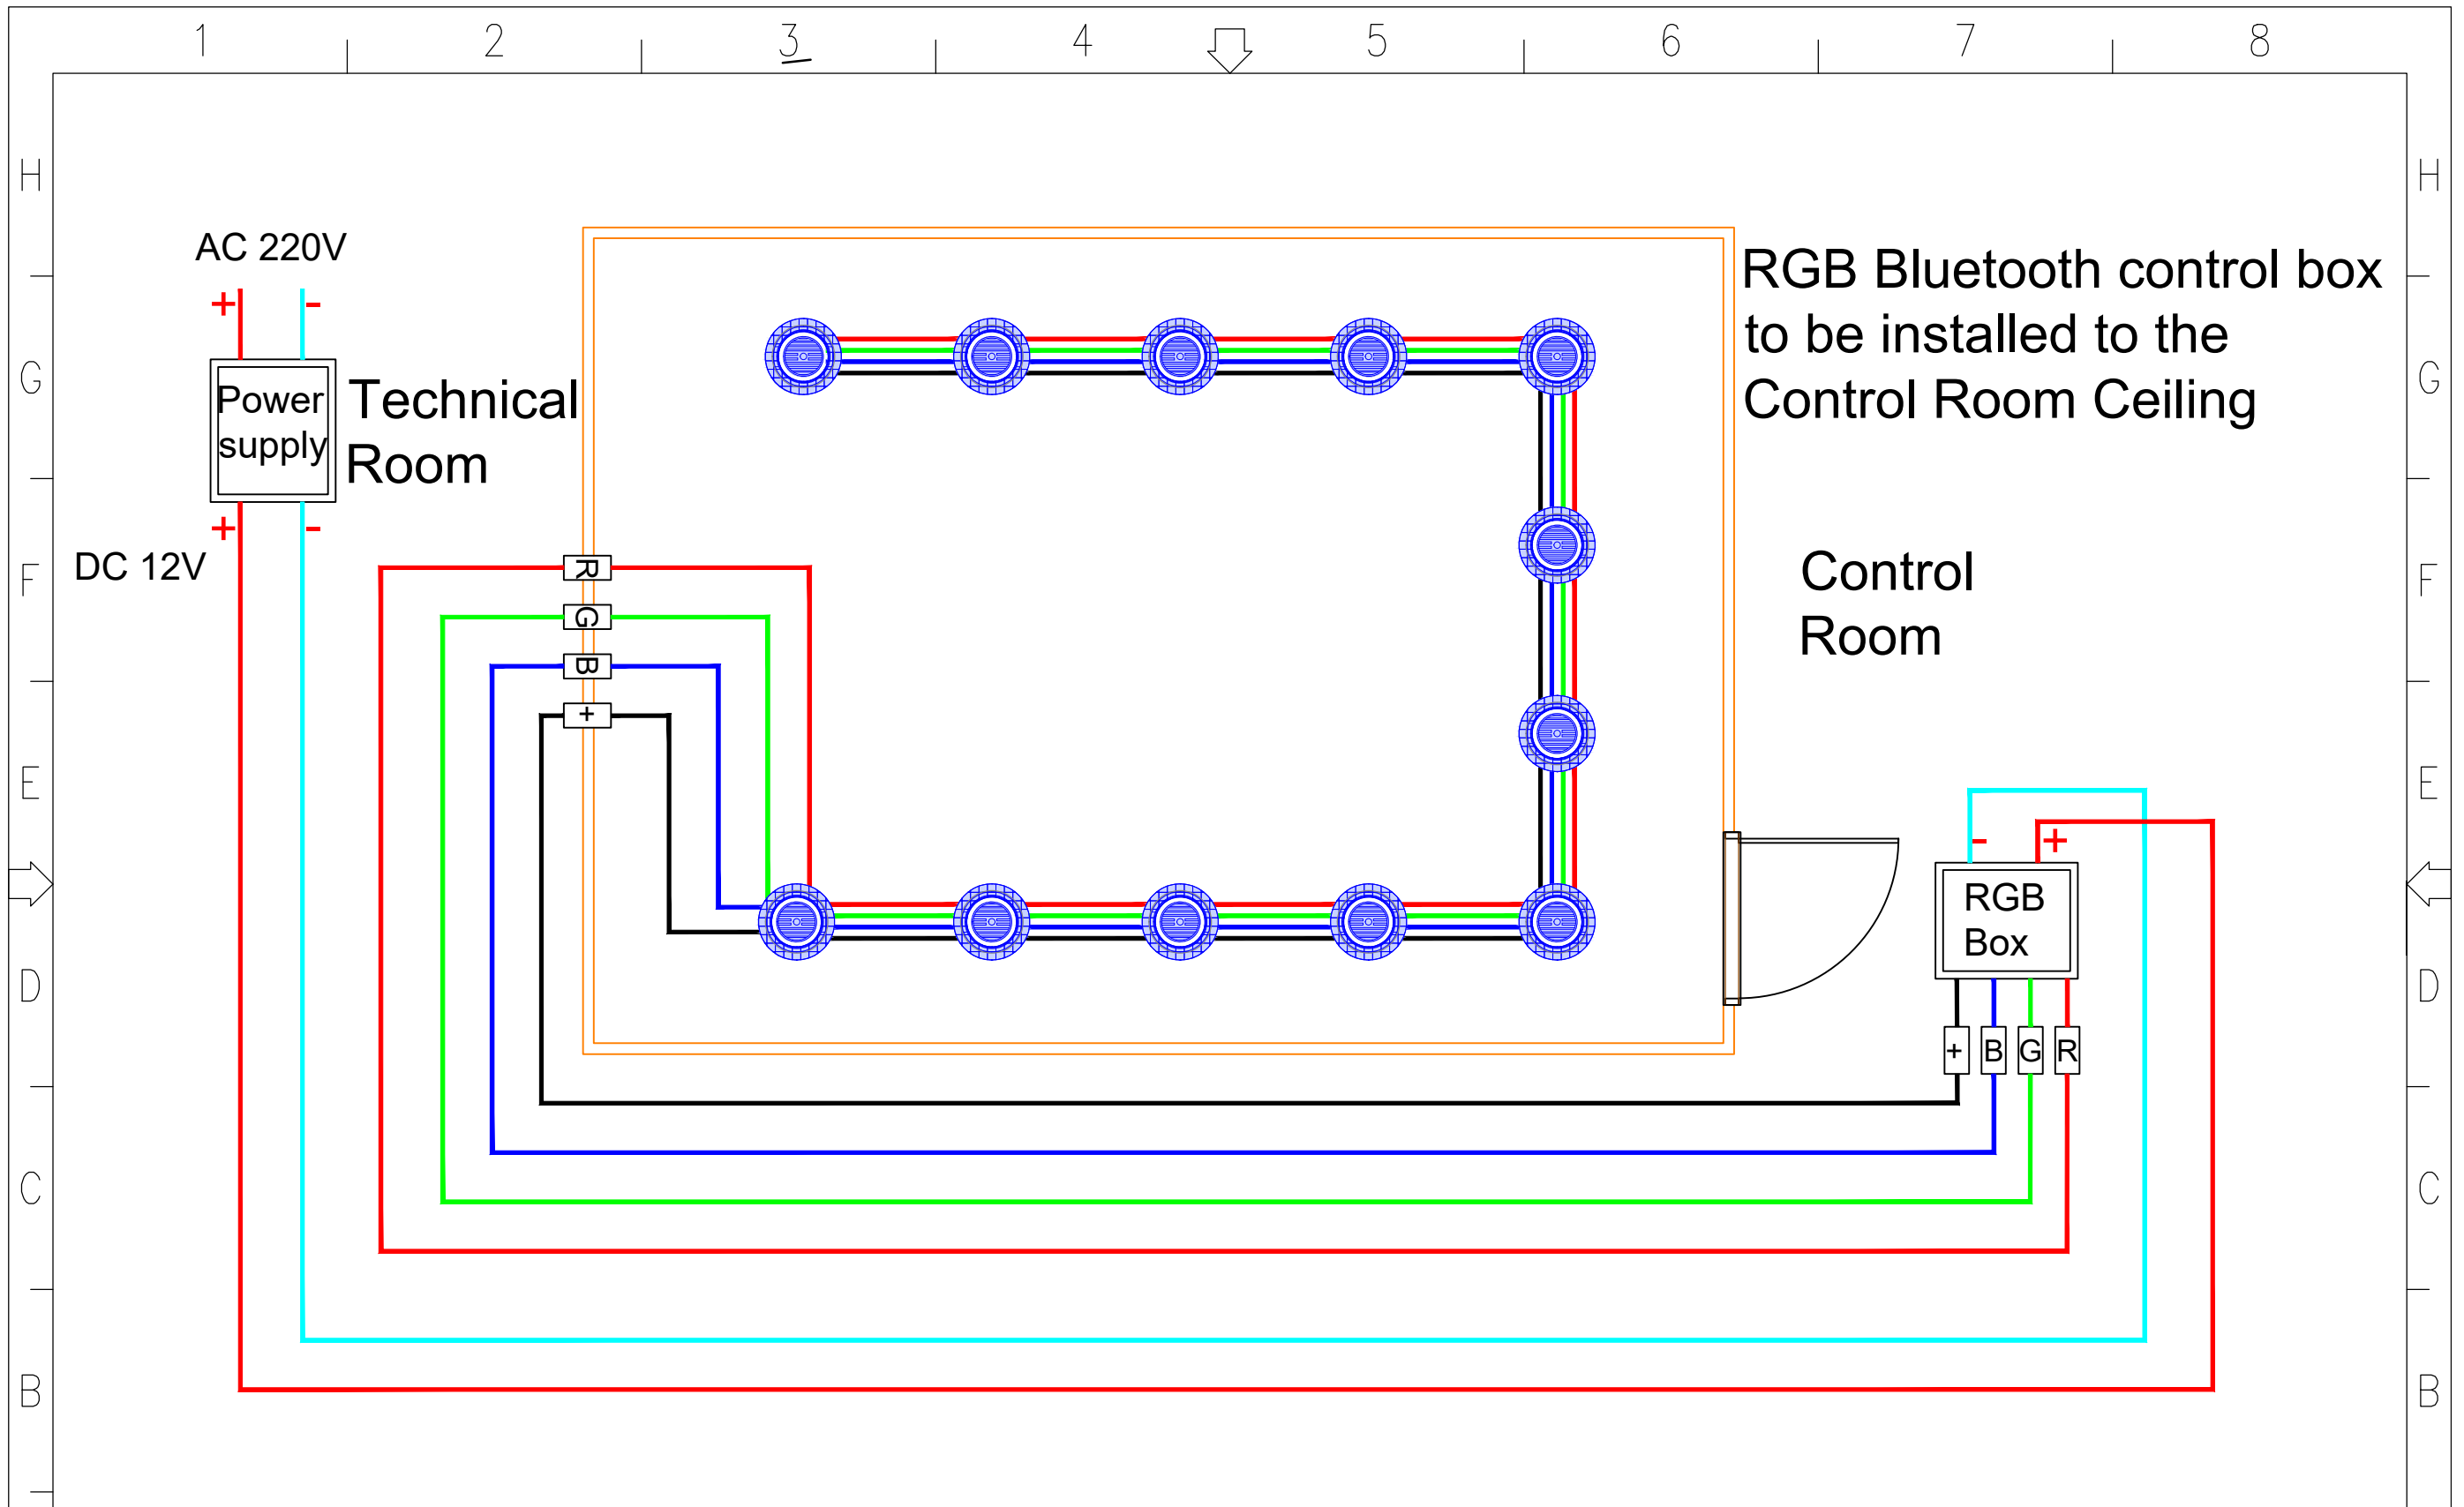 1 2 3 4 5 6 7 8
H H
AC 220V
RGB Bluetooth control box
to be installed to the
Control Room Ceiling
+ -
G G
Power
supply
Technical
Room
+ -
DC 12V
F F
R
G
B
+
Control
Room
E E
- +
RGB
Box
D D
+ B G R
C C
B B